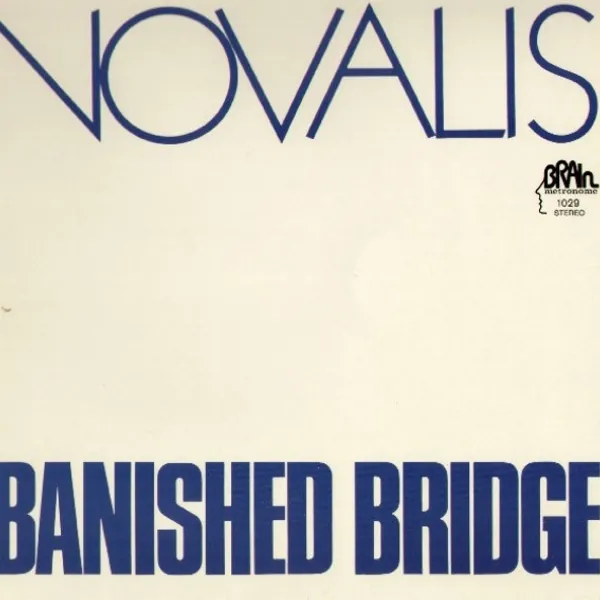 NOVALIS
BRAIN
metronome
1029
STEREO
BANISHED BRIDGE